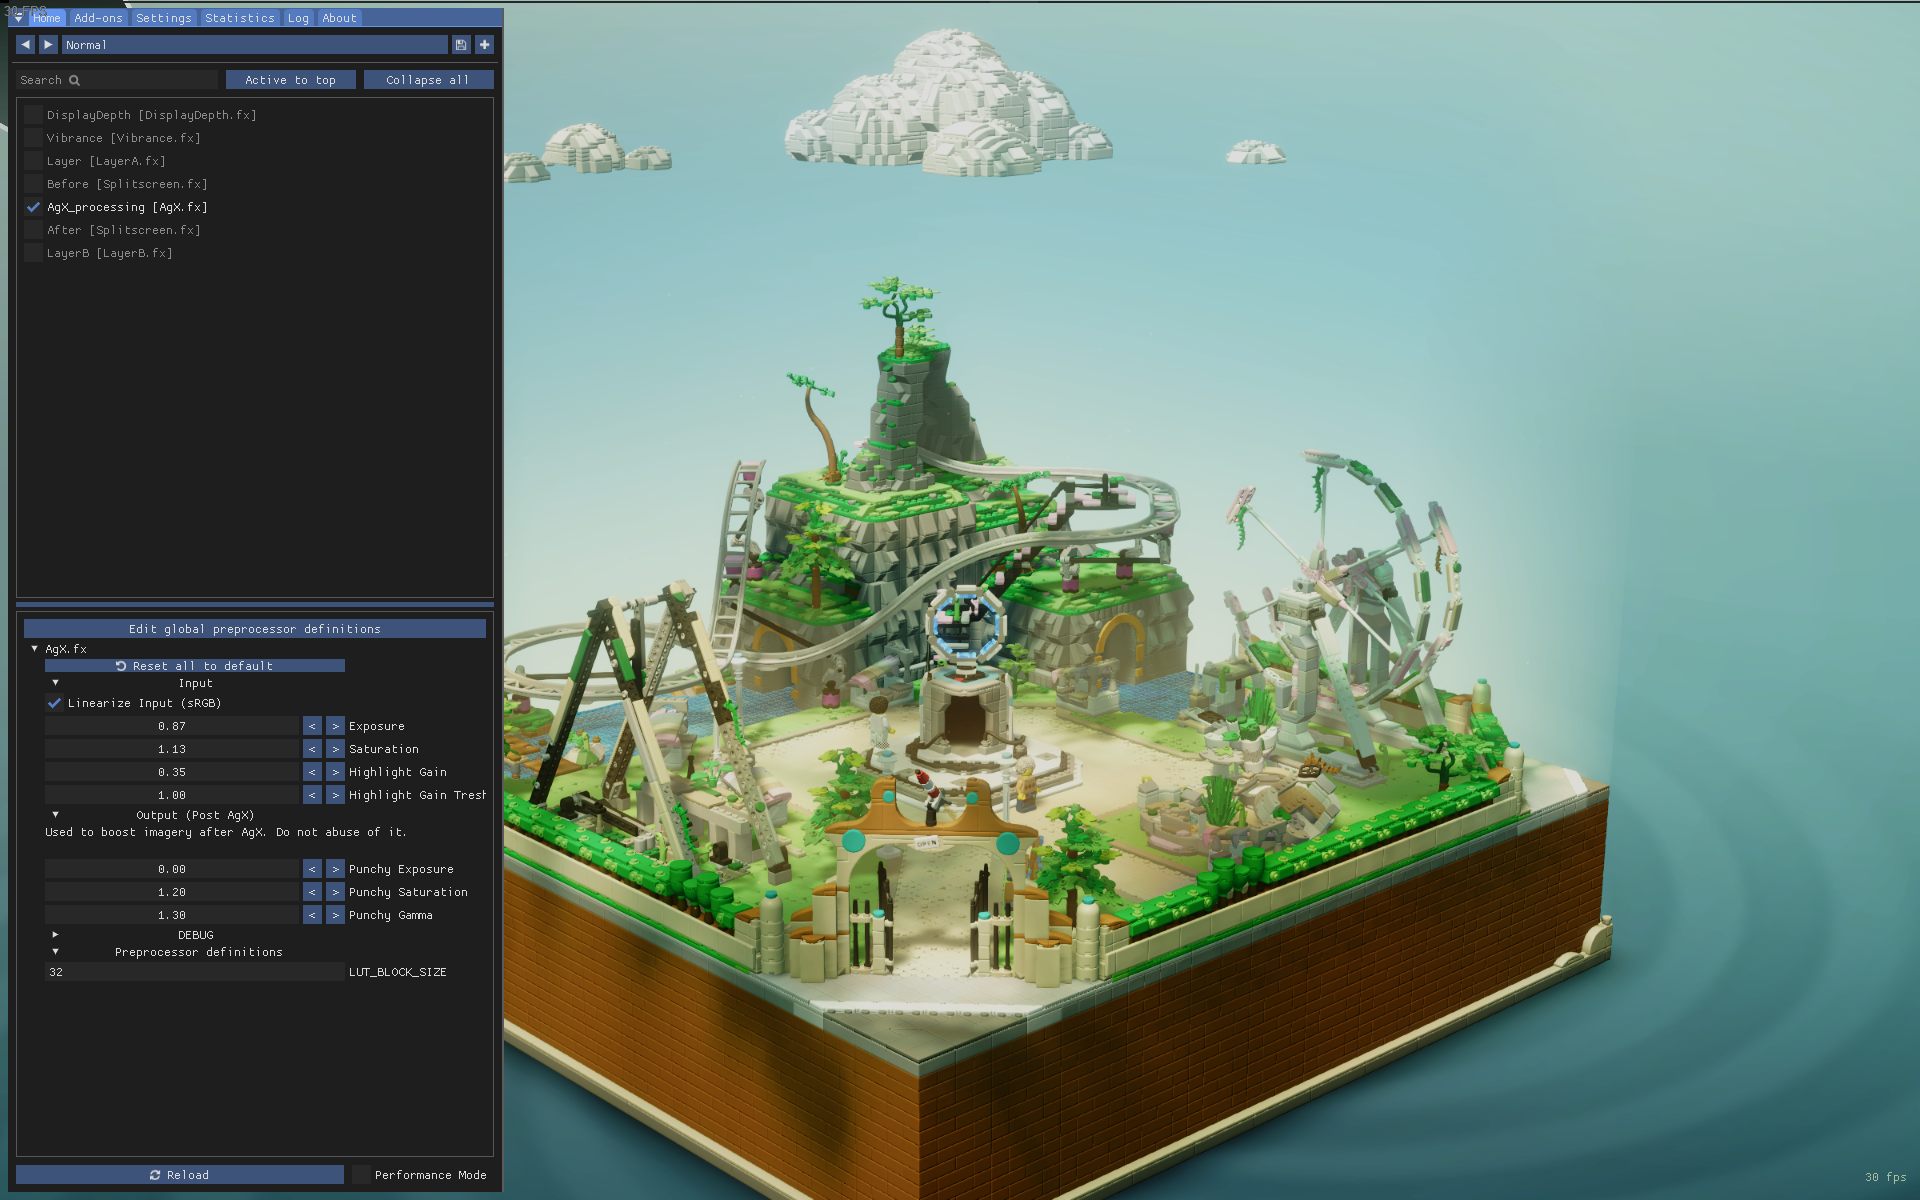 30 FPS
Home Add-ons Settings Statistics Log About
Normal
Search Active to top Collapse all
DisplayDepth [DisplayDepth.fx]
Vibrance [Vibrance.fx]
Layer [LayerA.fx]
Before [Splitscreen.fx]
AgX_processing [AgX.fx]
After [Splitscreen.fx]
LayerB [LayerB.fx]
Edit global preprocessor definitions
AgX.fx
Reset all to default
Input
Linearize Input (sRGB)
0.87 < > Exposure
1.13 < > Saturation
0.35 < > Highlight Gain
1.00 < > Highlight Gain Tresh
Output (Post AgX)
Used to boost imagery after AgX. Do not abuse of it.
0.00 < > Punchy Exposure
1.20 < > Punchy Saturation
1.30 < > Punchy Gamma
DEBUG
Preprocessor definitions
32 LUT_BLOCK_SIZE
Reload Performance Mode
OPEN
30 fps